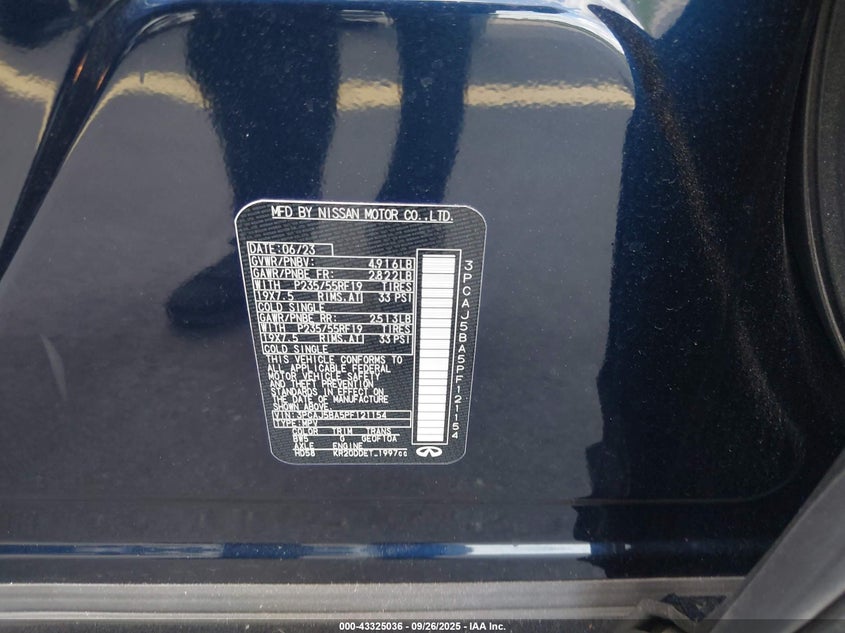 MFD BY NISSAN MOTOR CO.,LTD.
DATE:06/23
GVWR/PNBV: 4916LB
GAWR/PNBE FR: 2822LB
WITH P235/55RF19 TIRES
19X7.5 RIMS,AT 33 PSI
COLD SINGLE
GAWR/PNBE RR: 2513LB
WITH P235/55RF19 TIRES
19X7.5 RIMS,AT 33 PSI
COLD SINGLE
THIS VEHICLE CONFORMS TO
ALL APPLICABLE FEDERAL
MOTOR VEHICLE SAFETY
AND THEFT PREVENTION
STANDARDS IN EFFECT ON
THE DATE OF MANUFACTURE
SHOWN ABOVE.
VIN:3PCAJ5BA5PF121154
TYPE:MPV
COLOR TRIM TRANS
BW5 G GEOF10A
AXLE ENGINE
HD58 KR20DDET 1997cc
3PCAJ5BA5PF121154
000-43325036 - 09/26/2025 - IAA Inc.